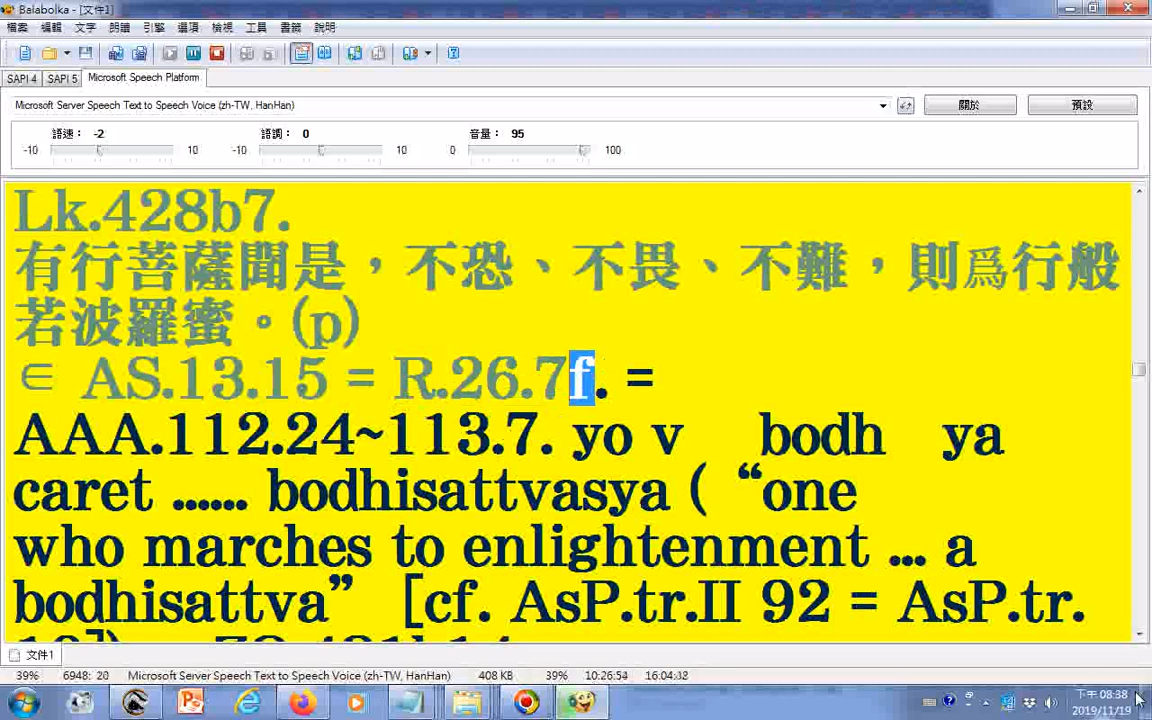 Balabolka - [文件1]
檔案 編輯 文字 朗讀 引擎 選項 檢視 工具 書籤 說明
SAPI 4 SAPI 5 Microsoft Speech Platform
Microsoft Server Speech Text to Speech Voice (zh-TW, HanHan) 關於 預設
語速： -2 語調： 0 音量： 95
-10 10 -10 10 0 100
Lk.428b7.
有行菩薩聞是，不恐、不畏、不難，則爲行般
若波羅蜜。(p)
∈ AS.13.15 = R.26.7f. =
AAA.112.24~113.7. yo v bodh ya
caret ...... bodhisattvasya (“one
who marches to enlightenment ... a
bodhisattva” [cf. AsP.tr.II 92 = AsP.tr.
文件1
39% 6948: 20 Microsoft Server Speech Text to Speech Voice (zh-TW, HanHan) 408 KB 39% 10:26:54 16:04:32
下午 08:38
2019/11/19